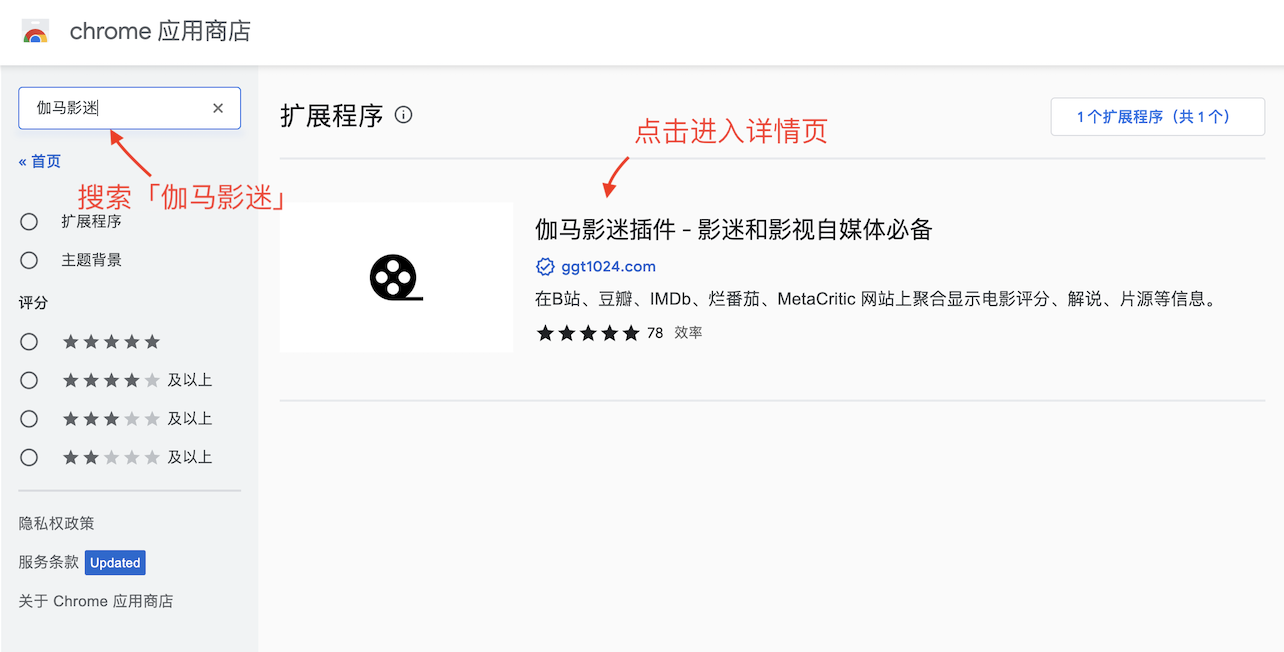 chrome 应用商店
伽马影迷
« 首页
搜索「伽马影迷」
扩展程序
主题背景
评分
及以上
及以上
及以上
隐私权政策
服务条款 Updated
关于 Chrome 应用商店
扩展程序
1 个扩展程序（共 1 个）
点击进入详情页
伽马影迷插件 - 影迷和影视自媒体必备
ggt1024.com
在B站、豆瓣、IMDb、烂番茄、MetaCritic 网站上聚合显示电影评分、解说、片源等信息。
78 效率